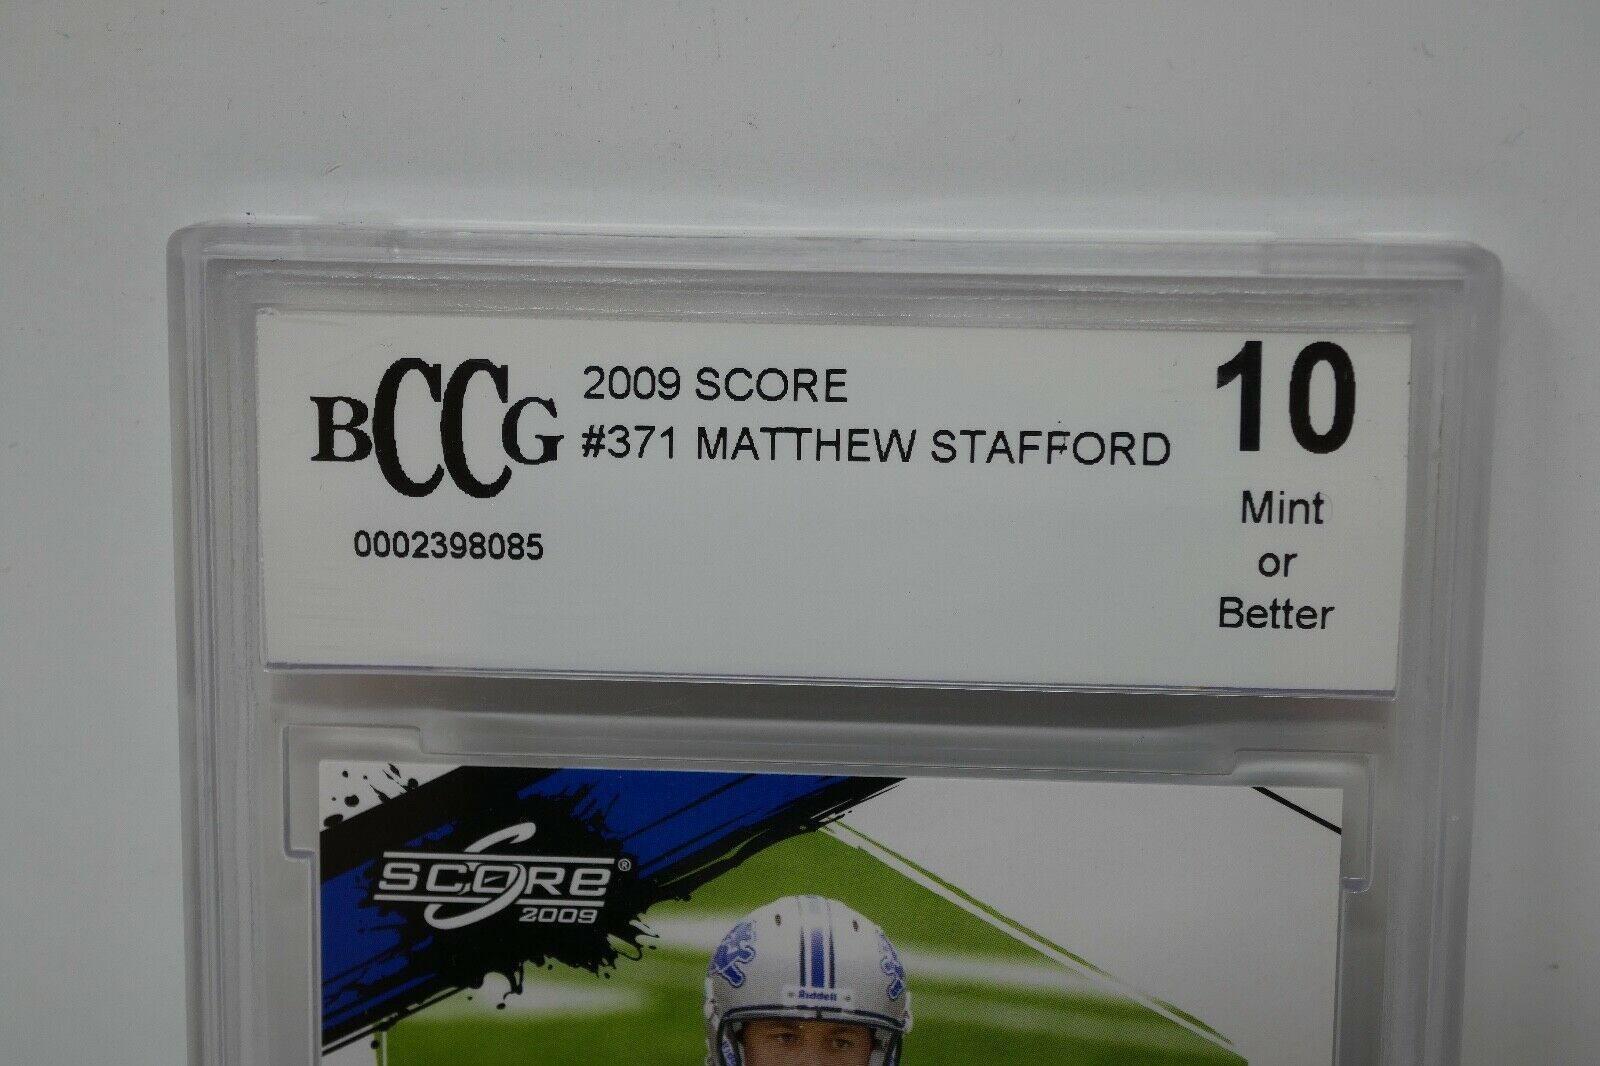 BCCG
2009 SCORE
#371 MATTHEW STAFFORD
0002398085
10
Mint
or
Better
SCORE®
2009
Riddell